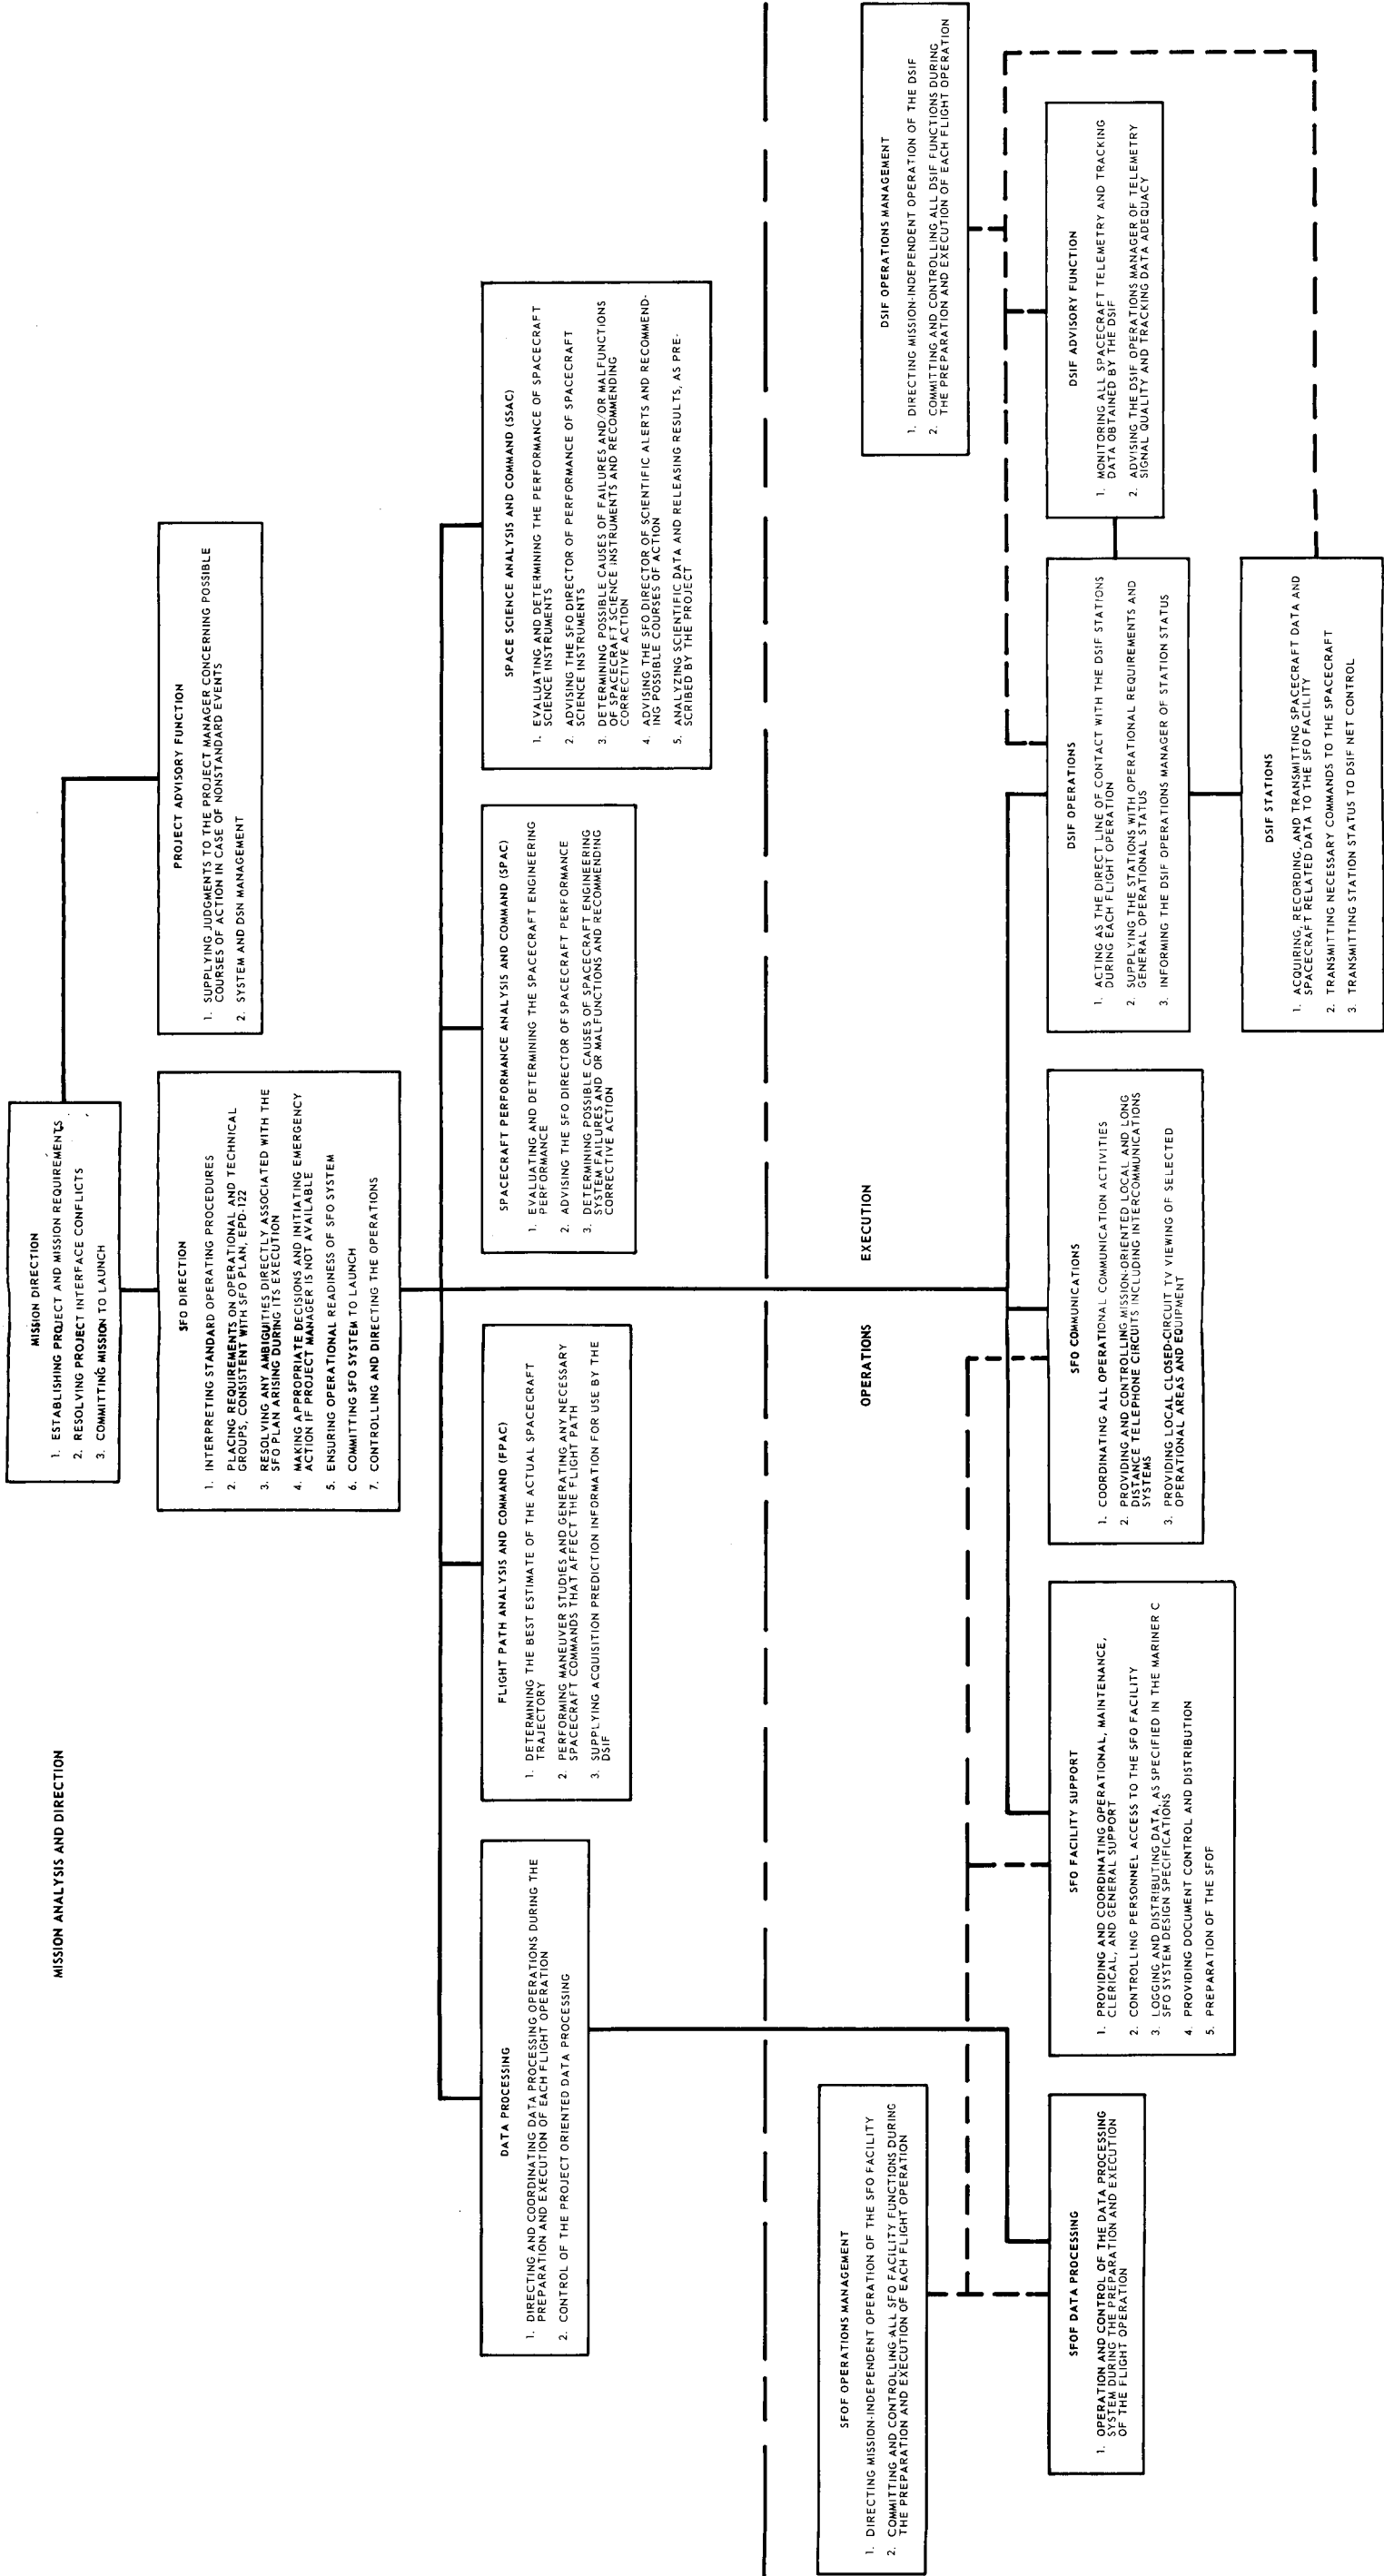 MISSION ANALYSIS AND DIRECTION
MISSION DIRECTION
1. ESTABLISHING PROJECT AND MISSION REQUIREMENTS
2. RESOLVING PROJECT INTERFACE CONFLICTS
3. COMMITTING MISSION TO LAUNCH
SFO DIRECTION
1. INTERPRETING STANDARD OPERATING PROCEDURES
2. PLACING REQUIREMENTS ON OPERATIONAL AND TECHNICAL
GROUPS, CONSISTENT WITH SFO PLAN, EPD-122
3. RESOLVING ANY AMBIGUITIES DIRECTLY ASSOCIATED WITH THE
SFO PLAN ARISING DURING ITS EXECUTION
4. MAKING APPROPRIATE DECISIONS AND INITIATING EMERGENCY
ACTION IF PROJECT MANAGER IS NOT AVAILABLE
5. ENSURING OPERATIONAL READINESS OF SFO SYSTEM
6. COMMITTING SFO SYSTEM TO LAUNCH
7. CONTROLLING AND DIRECTING THE OPERATIONS
PROJECT ADVISORY FUNCTION
1. SUPPLYING JUDGMENTS TO THE PROJECT MANAGER CONCERNING POSSIBLE
COURSES OF ACTION IN CASE OF NONSTANDARD EVENTS
2. SYSTEM AND DSN MANAGEMENT
DATA PROCESSING
1. DIRECTING AND COORDINATING DATA PROCESSING OPERATIONS DURING THE
PREPARATION AND EXECUTION OF EACH FLIGHT OPERATION
2. CONTROL OF THE PROJECT ORIENTED DATA PROCESSING
FLIGHT PATH ANALYSIS AND COMMAND (FPAC)
1. DETERMINING THE BEST ESTIMATE OF THE ACTUAL SPACECRAFT
TRAJECTORY
2. PERFORMING MANEUVER STUDIES AND GENERATING ANY NECESSARY
SPACECRAFT COMMANDS THAT AFFECT THE FLIGHT PATH
3. SUPPLYING ACQUISITION PREDICTION INFORMATION FOR USE BY THE
DSIF
SPACECRAFT PERFORMANCE ANALYSIS AND COMMAND (SPAC)
1. EVALUATING AND DETERMINING THE SPACECRAFT ENGINEERING
PERFORMANCE
2. ADVISING THE SFO DIRECTOR OF SPACECRAFT PERFORMANCE
3. DETERMINING POSSIBLE CAUSES OF SPACECRAFT ENGINEERING
SYSTEM FAILURES AND OR MALFUNCTIONS AND RECOMMENDING
CORRECTIVE ACTION
SPACE SCIENCE ANALYSIS AND COMMAND (SSAC)
1. EVALUATING AND DETERMINING THE PERFORMANCE OF SPACECRAFT
SCIENCE INSTRUMENTS
2. ADVISING THE SFO DIRECTOR OF PERFORMANCE OF SPACECRAFT
SCIENCE INSTRUMENTS
3. DETERMINING POSSIBLE CAUSES OF FAILURES AND/OR MALFUNCTIONS
OF SPACECRAFT SCIENCE INSTRUMENTS AND RECOMMENDING
CORRECTIVE ACTION
4. ADVISING THE SFO DIRECTOR OF SCIENTIFIC ALERTS AND RECOMMEND-
ING POSSIBLE COURSES OF ACTION
5. ANALYZING SCIENTIFIC DATA AND RELEASING RESULTS, AS PRE-
SCRIBED BY THE PROJECT
OPERATIONS EXECUTION
SFOF OPERATIONS MANAGEMENT
1. DIRECTING MISSION-INDEPENDENT OPERATION OF THE SFO FACILITY
2. COMMITTING AND CONTROLLING ALL SFO FACILITY FUNCTIONS DURING
THE PREPARATION AND EXECUTION OF EACH FLIGHT OPERATION
DSIF OPERATIONS MANAGEMENT
1. DIRECTING MISSION-INDEPENDENT OPERATION OF THE DSIF
2. COMMITTING AND CONTROLLING ALL DSIF FUNCTIONS DURING
THE PREPARATION AND EXECUTION OF EACH FLIGHT OPERATION
SFOF DATA PROCESSING
1. OPERATION AND CONTROL OF THE DATA PROCESSING
SYSTEM DURING THE PREPARATION AND EXECUTION
OF THE FLIGHT OPERATION
SFO FACILITY SUPPORT
1. PROVIDING AND COORDINATING OPERATIONAL, MAINTENANCE,
CLERICAL, AND GENERAL SUPPORT
2. CONTROLLING PERSONNEL ACCESS TO THE SFO FACILITY
3. LOGGING AND DISTRIBUTING DATA, AS SPECIFIED IN THE MARINER C
SFO SYSTEM DESIGN SPECIFICATIONS
4. PROVIDING DOCUMENT CONTROL AND DISTRIBUTION
5. PREPARATION OF THE SFOF
SFO COMMUNICATIONS
1. COORDINATING ALL OPERATIONAL COMMUNICATION ACTIVITIES
2. PROVIDING AND CONTROLLING MISSION-ORIENTED LOCAL AND LONG
DISTANCE TELEPHONE CIRCUITS INCLUDING INTERCOMMUNICATIONS
SYSTEMS
3. PROVIDING LOCAL CLOSED-CIRCUIT TV VIEWING OF SELECTED
OPERATIONAL AREAS AND EQUIPMENT
DSIF OPERATIONS
1. ACTING AS THE DIRECT LINE OF CONTACT WITH THE DSIF STATIONS
DURING EACH FLIGHT OPERATION
2. SUPPLYING THE STATIONS WITH OPERATIONAL REQUIREMENTS AND
GENERAL OPERATIONAL STATUS
3. INFORMING THE DSIF OPERATIONS MANAGER OF STATION STATUS
DSIF ADVISORY FUNCTION
1. MONITORING ALL SPACECRAFT TELEMETRY AND TRACKING
DATA OBTAINED BY THE DSIF
2. ADVISING THE DSIF OPERATIONS MANAGER OF TELEMETRY
SIGNAL QUALITY AND TRACKING DATA ADEQUACY
DSIF STATIONS
1. ACQUIRING, RECORDING, AND TRANSMITTING SPACECRAFT DATA AND
SPACECRAFT RELATED DATA TO THE SFO FACILITY
2. TRANSMITTING NECESSARY COMMANDS TO THE SPACECRAFT
3. TRANSMITTING STATION STATUS TO DSIF NET CONTROL